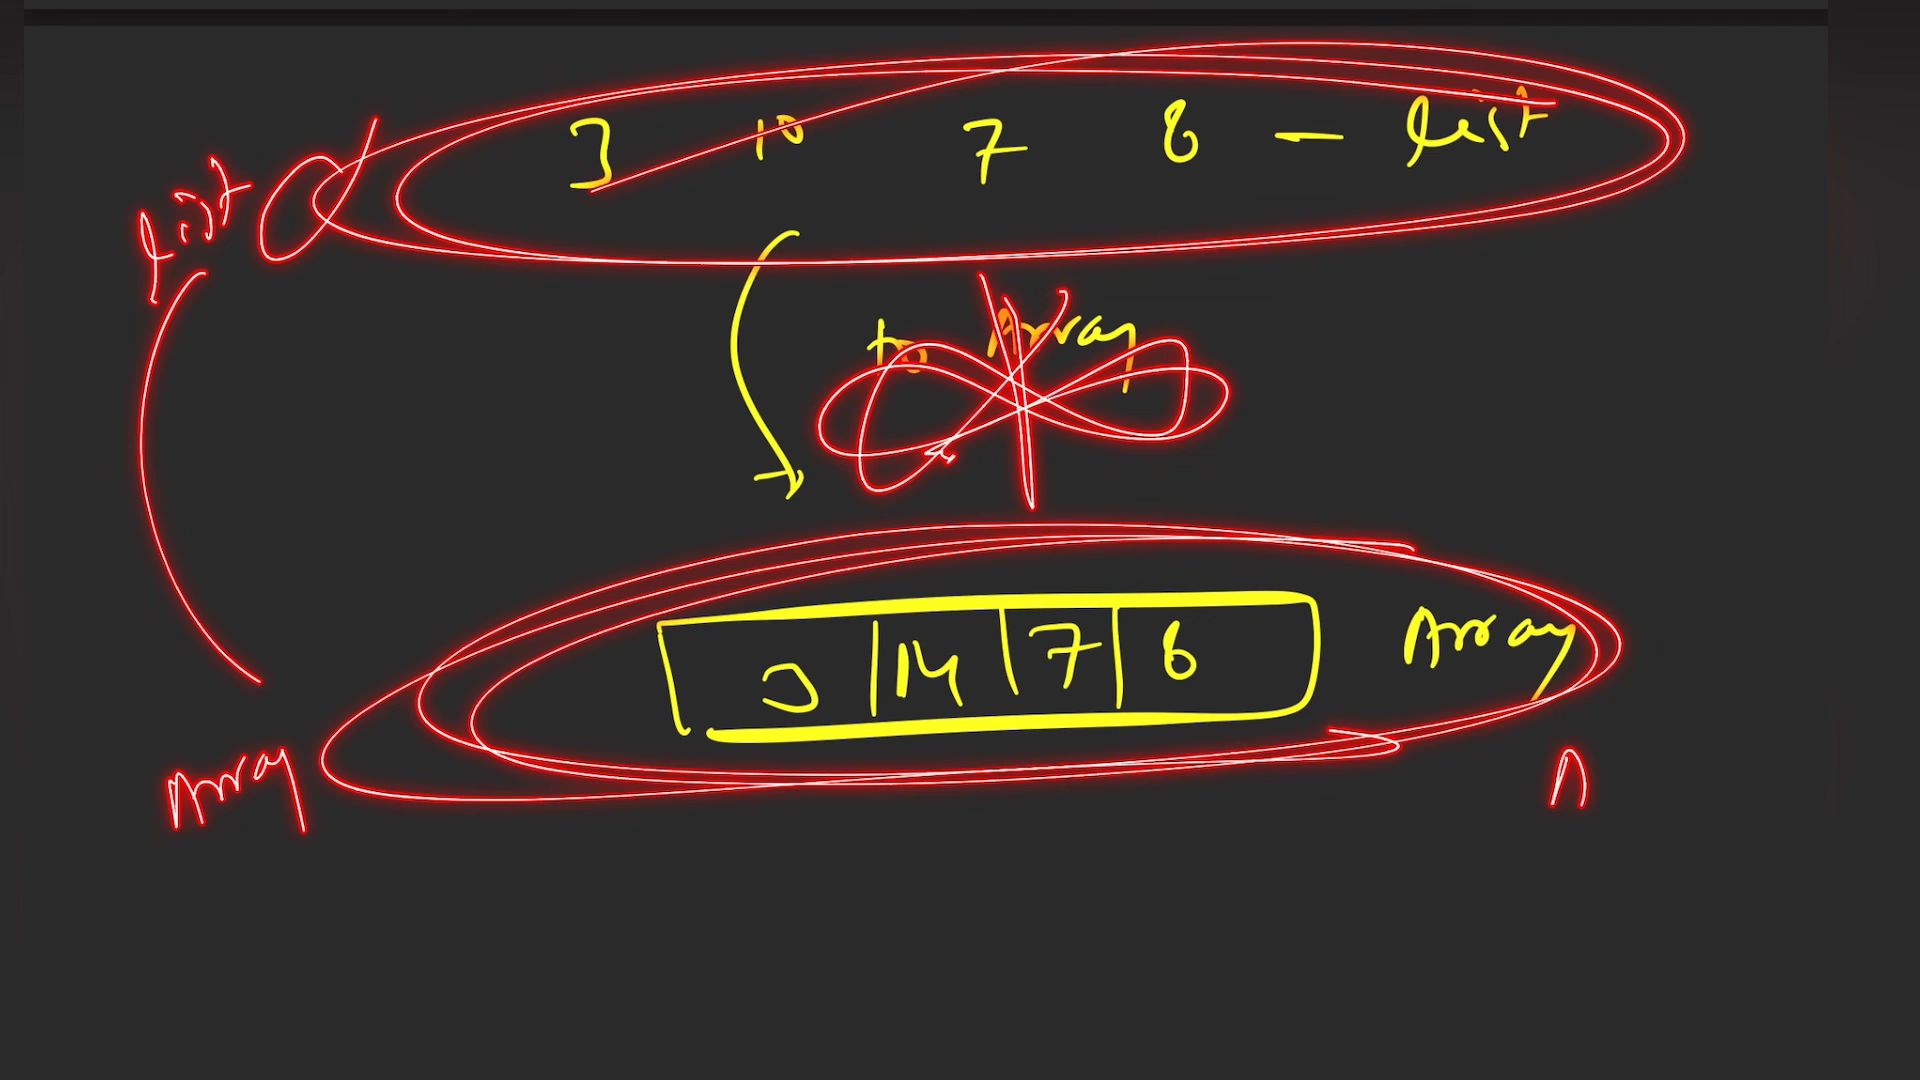 3 10 7 8 - list
list
to Array
3 14 7 8 Array
Array
A